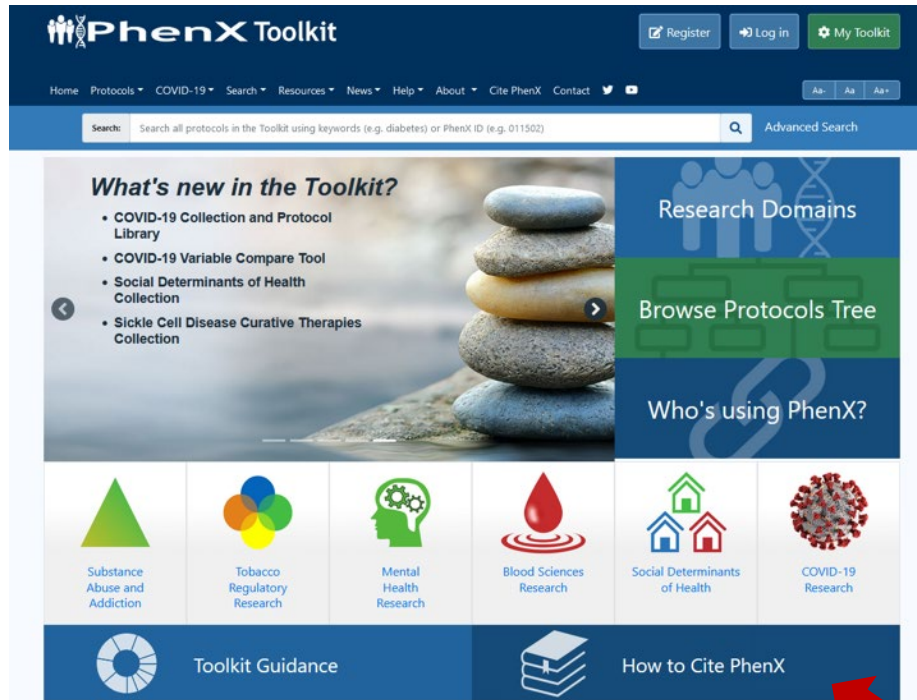 PhenX Toolkit
Register
Log in
My Toolkit
Home Protocols COVID-19 Search Resources News Help About Cite PhenX Contact
Aa- Aa Aa+
Search: Search all protocols in the Toolkit using keywords (e.g. diabetes) or PhenX ID (e.g. 011502)
Advanced Search
What's new in the Toolkit?
• COVID-19 Collection and Protocol
Library
• COVID-19 Variable Compare Tool
• Social Determinants of Health
Collection
• Sickle Cell Disease Curative Therapies
Collection
Research Domains
Browse Protocols Tree
Who's using PhenX?
Substance
Abuse and
Addiction
Tobacco
Regulatory
Research
Mental
Health
Research
Blood Sciences
Research
Social Determinants
of Health
COVID-19
Research
Toolkit Guidance
How to Cite PhenX